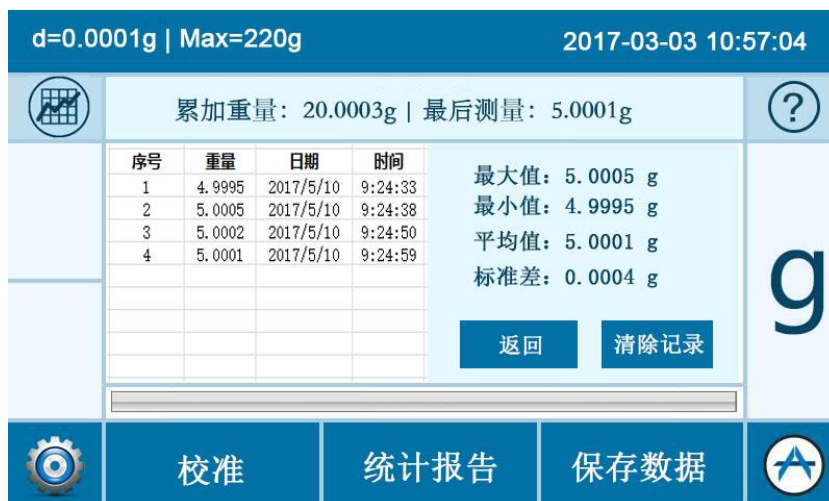 d=0.0001g | Max=220g 2017-03-03 10:57:04
累加重量: 20.0003g | 最后测量: 5.0001g
?
序号 重量 日期 时间
1 4.9995 2017/5/10 9:24:33
2 5.0005 2017/5/10 9:24:38
3 5.0002 2017/5/10 9:24:50
4 5.0001 2017/5/10 9:24:59
最大值: 5.0005 g
最小值: 4.9995 g
平均值: 5.0001 g
标准差: 0.0004 g
g
返回 清除记录
校准 统计报告 保存数据